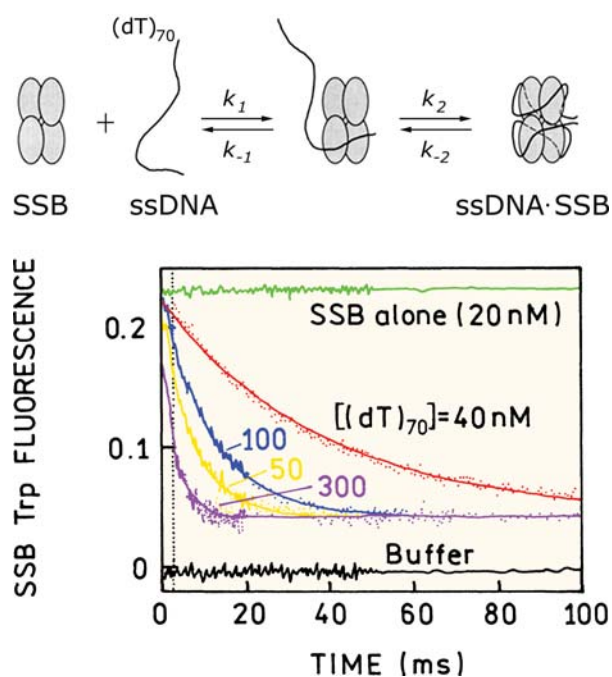 (dT)70
k1
k-1
k2
k-2
SSB + ssDNA ssDNA·SSB
SSB Trp FLUORESCENCE
0.2
0.1
0
SSB alone (20 nM)
[(dT)70]=40 nM
100
50
300
Buffer
0 20 40 60 80 100
TIME (ms)